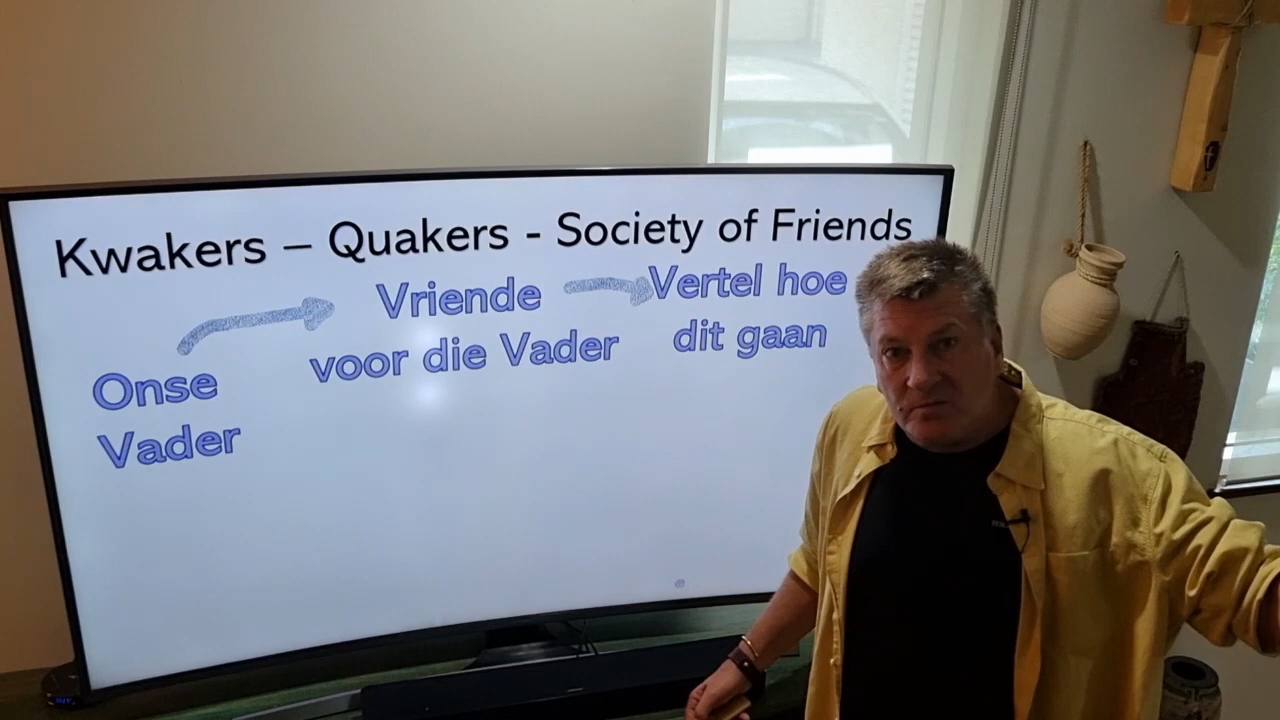 Kwakers – Quakers - Society of Friends
Vriende
voor die Vader
Vertel hoe
dit gaan
Onse
Vader